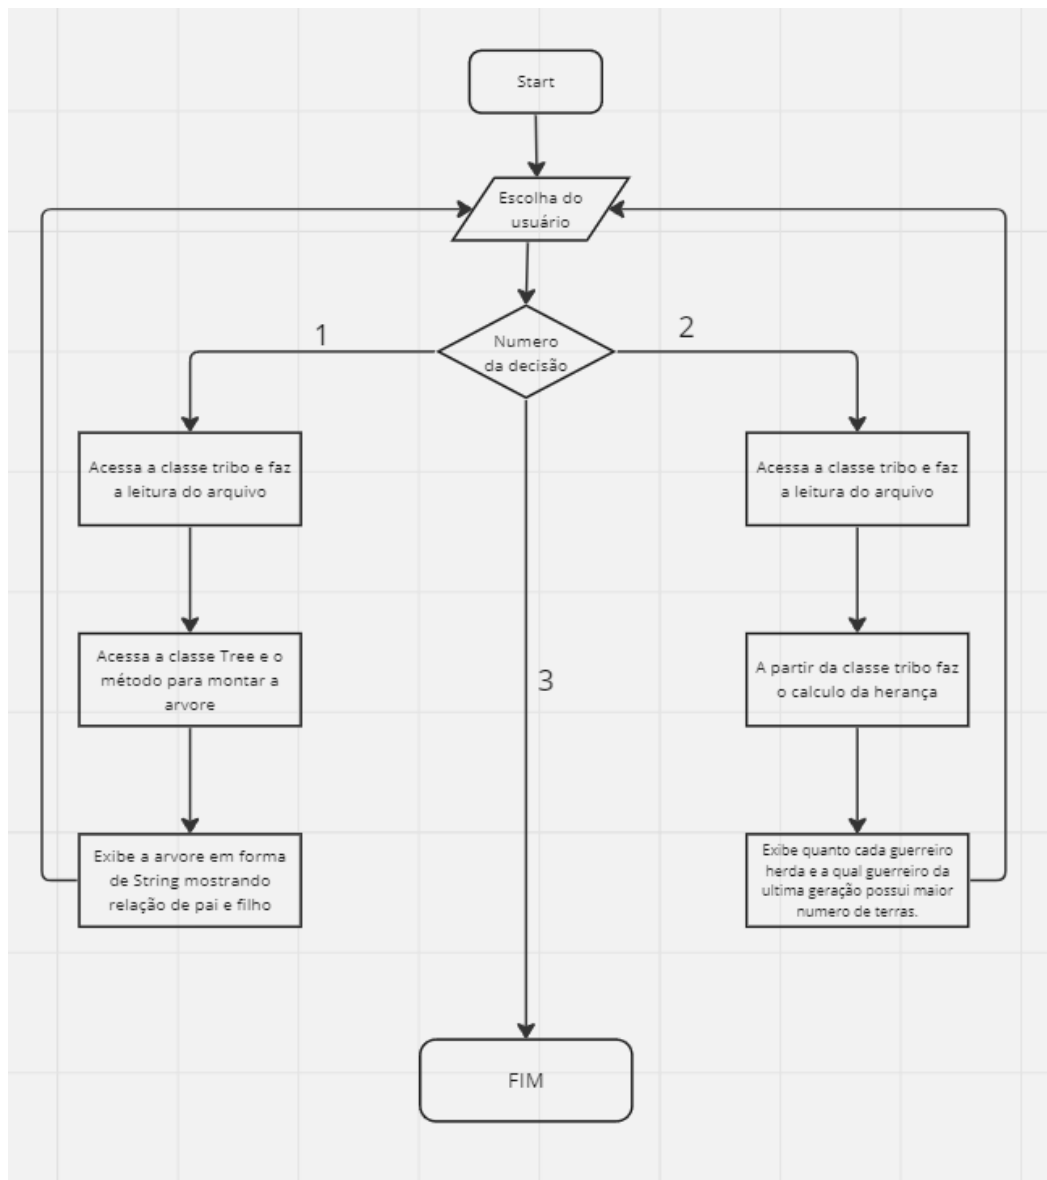 Start
Escolha do
usuário
1
2
Numero
da decisão
Acessa a classe tribo e faz
a leitura do arquivo
Acessa a classe tribo e faz
a leitura do arquivo
Acessa a classe Tree e o
método para montar a
arvore
3
A partir da classe tribo faz
o calculo da herança
Exibe a arvore em forma
de String mostrando
relação de pai e filho
Exibe quanto cada guerreiro
herda e a qual guerreiro da
ultima geração possui maior
numero de terras.
FIM